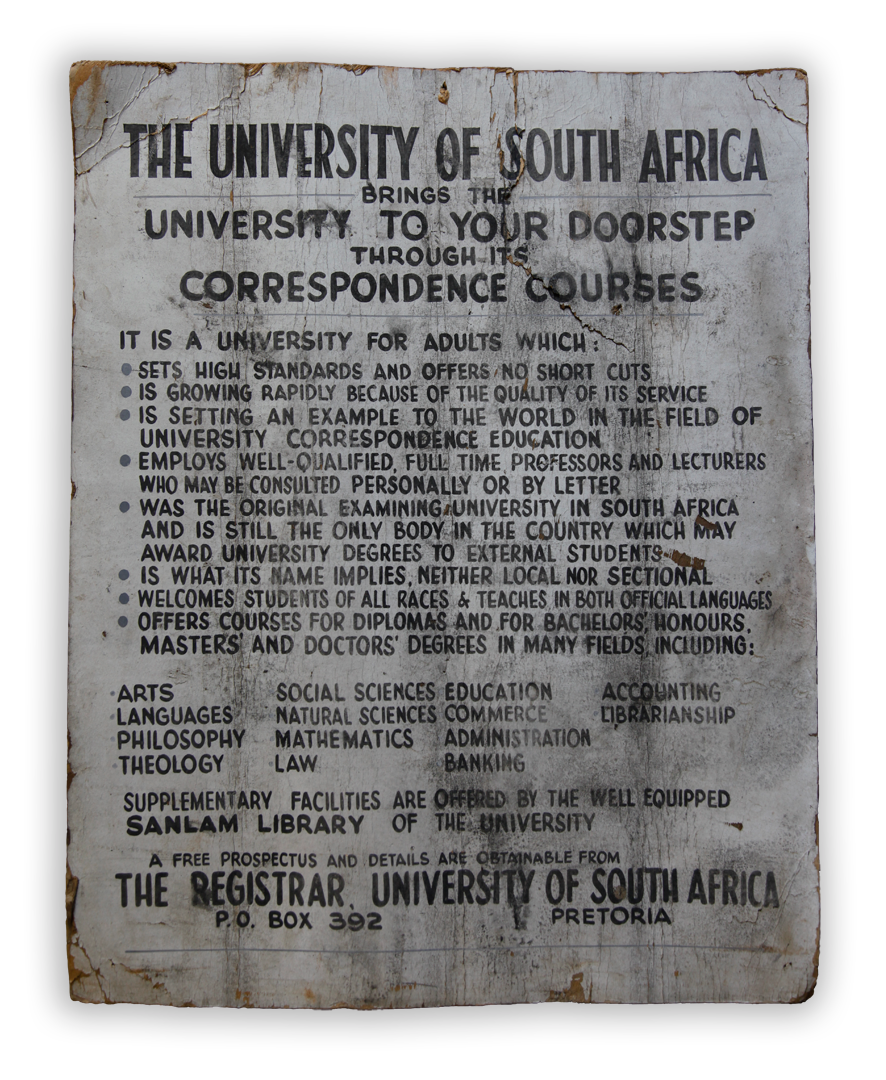 THE UNIVERSITY OF SOUTH AFRICA
BRINGS THE
UNIVERSITY TO YOUR DOORSTEP
THROUGH ITS
CORRESPONDENCE COURSES
IT IS A UNIVERSITY FOR ADULTS WHICH:
• SETS HIGH STANDARDS AND OFFERS NO SHORT CUTS
• IS GROWING RAPIDLY BECAUSE OF THE QUALITY OF ITS SERVICE
• IS SETTING AN EXAMPLE TO THE WORLD IN THE FIELD OF
UNIVERSITY CORRESPONDENCE EDUCATION
• EMPLOYS WELL-QUALIFIED, FULL TIME PROFESSORS AND LECTURERS
WHO MAY BE CONSULTED PERSONALLY OR BY LETTER
• WAS THE ORIGINAL EXAMINING UNIVERSITY IN SOUTH AFRICA
AND IS STILL THE ONLY BODY IN THE COUNTRY WHICH MAY
AWARD UNIVERSITY DEGREES TO EXTERNAL STUDENTS
• IS WHAT ITS NAME IMPLIES, NEITHER LOCAL NOR SECTIONAL
• WELCOMES STUDENTS OF ALL RACES & TEACHES IN BOTH OFFICIAL LANGUAGES
• OFFERS COURSES FOR DIPLOMAS AND FOR BACHELORS', HONOURS,
MASTERS' AND DOCTORS' DEGREES IN MANY FIELDS, INCLUDING:
ARTS SOCIAL SCIENCES EDUCATION ACCOUNTING
LANGUAGES NATURAL SCIENCES COMMERCE LIBRARIANSHIP
PHILOSOPHY MATHEMATICS ADMINISTRATION
THEOLOGY LAW BANKING
SUPPLEMENTARY FACILITIES ARE OFFERED BY THE WELL EQUIPPED
SANLAM LIBRARY OF THE UNIVERSITY
A FREE PROSPECTUS AND DETAILS ARE OBTAINABLE FROM
THE REGISTRAR, UNIVERSITY OF SOUTH AFRICA
P.O. BOX 392 PRETORIA